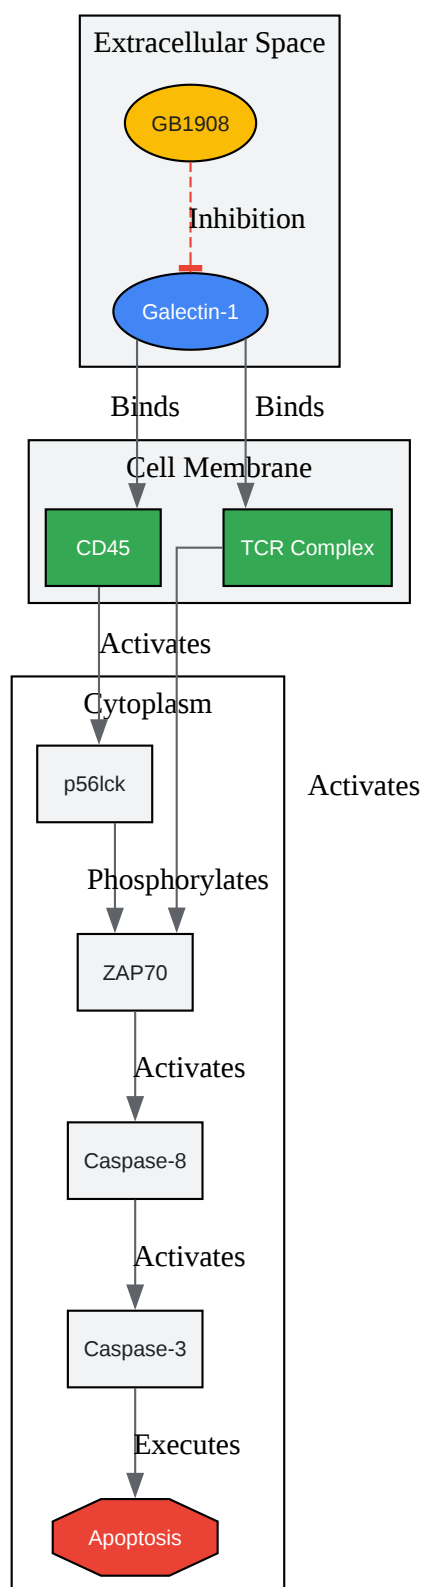 Extracellular Space
GB1908
Inhibition
Galectin-1
Binds
Binds
Cell Membrane
CD45
TCR Complex
Activates
Cytoplasm
p56lck
Activates
Phosphorylates
ZAP70
Activates
Caspase-8
Activates
Caspase-3
Executes
Apoptosis